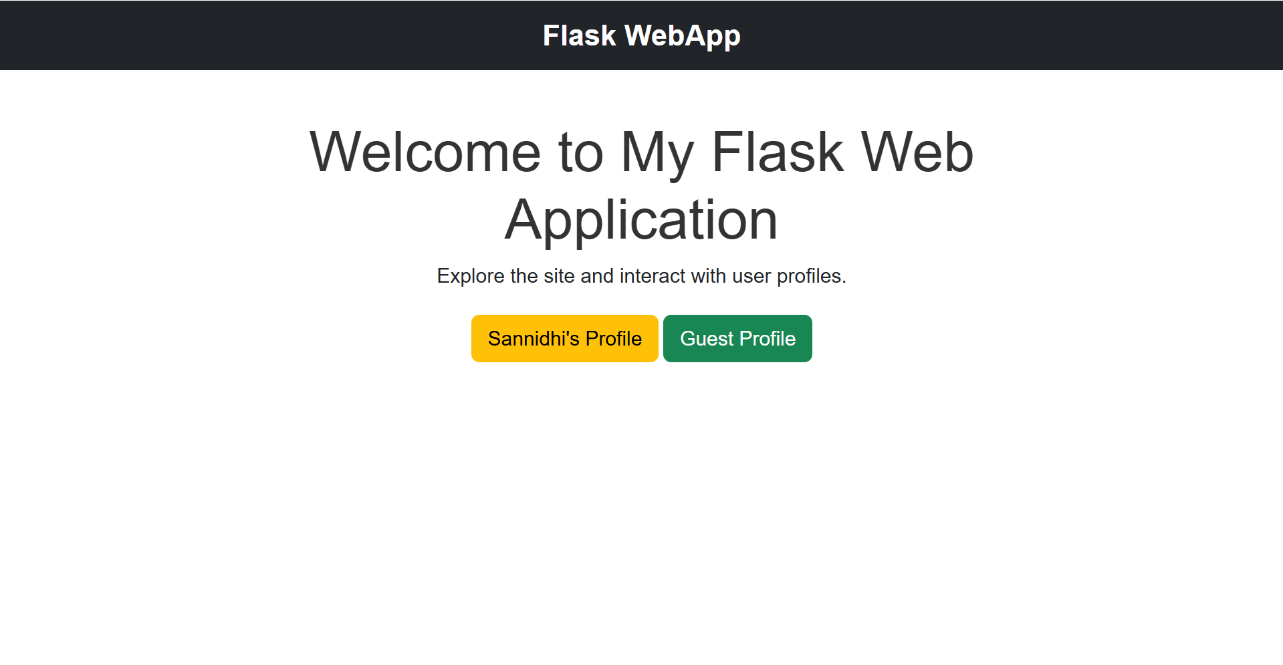 Flask WebApp
Welcome to My Flask Web
Application
Explore the site and interact with user profiles.
Sannidhi's Profile Guest Profile